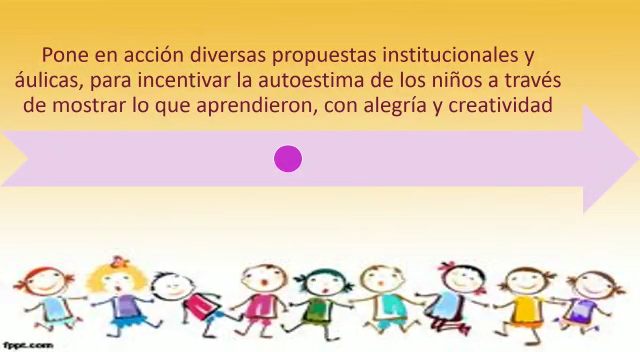 Pone en acción diversas propuestas institucionales y
áulicas, para incentivar la autoestima de los niños a través
de mostrar lo que aprendieron, con alegría y creatividad
fppt.com